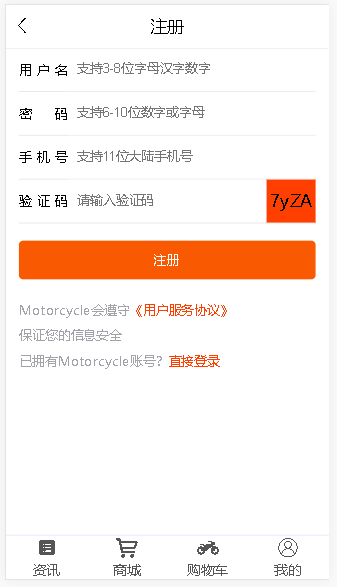 注册
用户名 支持3-8位字母汉字数字
密 码 支持6-10位数字或字母
手机号 支持11位大陆手机号
验证码 请输入验证码 7yZA
注册
Motorcycle会遵守《用户服务协议》
保证您的信息安全
已拥有Motorcycle账号？直接登录
资讯 商城 购物车 我的